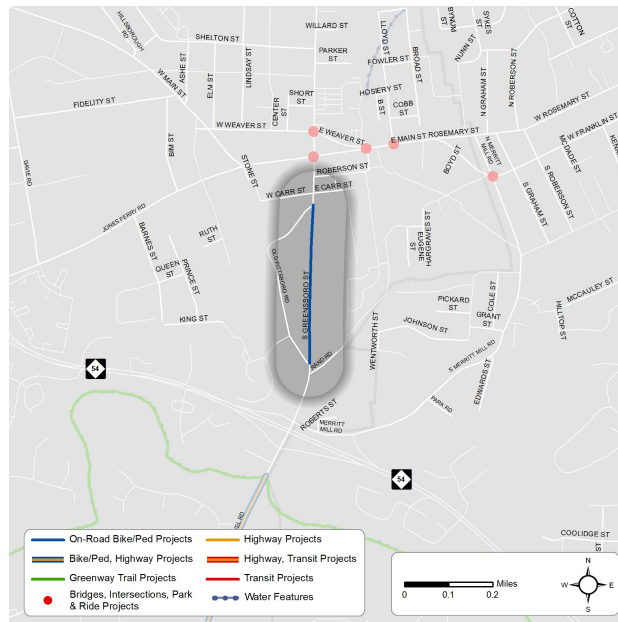 HILLSBOROUGH
RD
SHELTON ST
WILLARD ST
PARKER
ST
LLOYD ST
BROAD ST
BYNUM
ST
SYKES
ST
NUNN ST
COTTON
ST
FOWLER ST
LINDSAY ST
ASHE ST
ELM ST
W MAIN ST
FIDELITY ST
SHORT
ST
CENTER
ST
HOSIERY ST
B ST
COBB
ST
N GRAHAM ST
N ROBERSON ST
W WEAVER ST
E WEAVER ST
E MAIN ST
ROSEMARY ST
W ROSEMARY ST
W FRANKLIN ST
N MERRITT
MILL RD
MCDADE ST
BIM ST
STONE ST
ROBERSON ST
BOYD ST
S GRAHAM ST
S ROBERSON ST
W CARR ST
E CARR ST
DAVIE RD
JONES FERRY RD
BARNES ST
RUTH
ST
QUEEN
ST
PRINCE ST
KING ST
OLD PITTSBORO RD
S GREENSBORO ST
RAND RD
EUGENE
ST
HARGRAVES ST
WENTWORTH ST
PICKARD
ST
COLE ST
GRANT
ST
JOHNSON ST
MCCAULEY ST
HILLTOP ST
S MERRITT MILL RD
EDWARDS ST
PARK RD
54
ROBERTS ST
MERRITT
MILL RD
54
COOLIDGE ST
ST
On-Road Bike/Ped Projects
Bike/Ped, Highway Projects
Greenway Trail Projects
Bridges, Intersections, Park
& Ride Projects
Highway Projects
Highway, Transit Projects
Transit Projects
Water Features
Miles
0
0.1
0.2
N
W
E
S